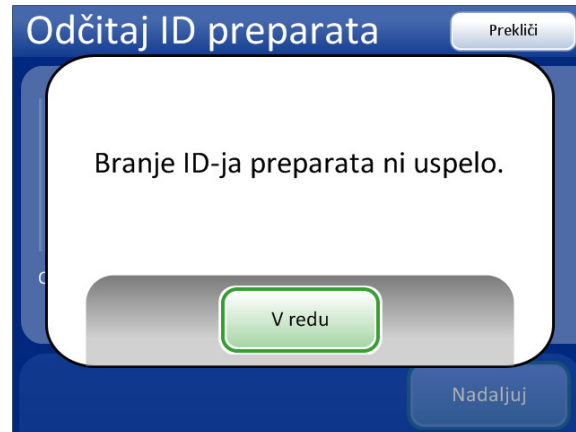 Odčitaj ID preparata
Prekliči
Branje ID-ja preparata ni uspelo.
V redu
Nadaljuj